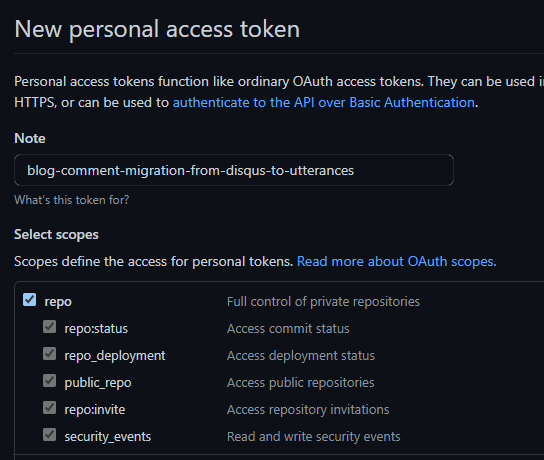 New personal access token
Personal access tokens function like ordinary OAuth access tokens. They can be used
HTTPS, or can be used to authenticate to the API over Basic Authentication.
Note
blog-comment-migration-from-disqus-to-utterances
What's this token for?
Select scopes
Scopes define the access for personal tokens. Read more about OAuth scopes.
repo Full control of private repositories
repo:status Access commit status
repo_deployment Access deployment status
public_repo Access public repositories
repo:invite Access repository invitations
security_events Read and write security events